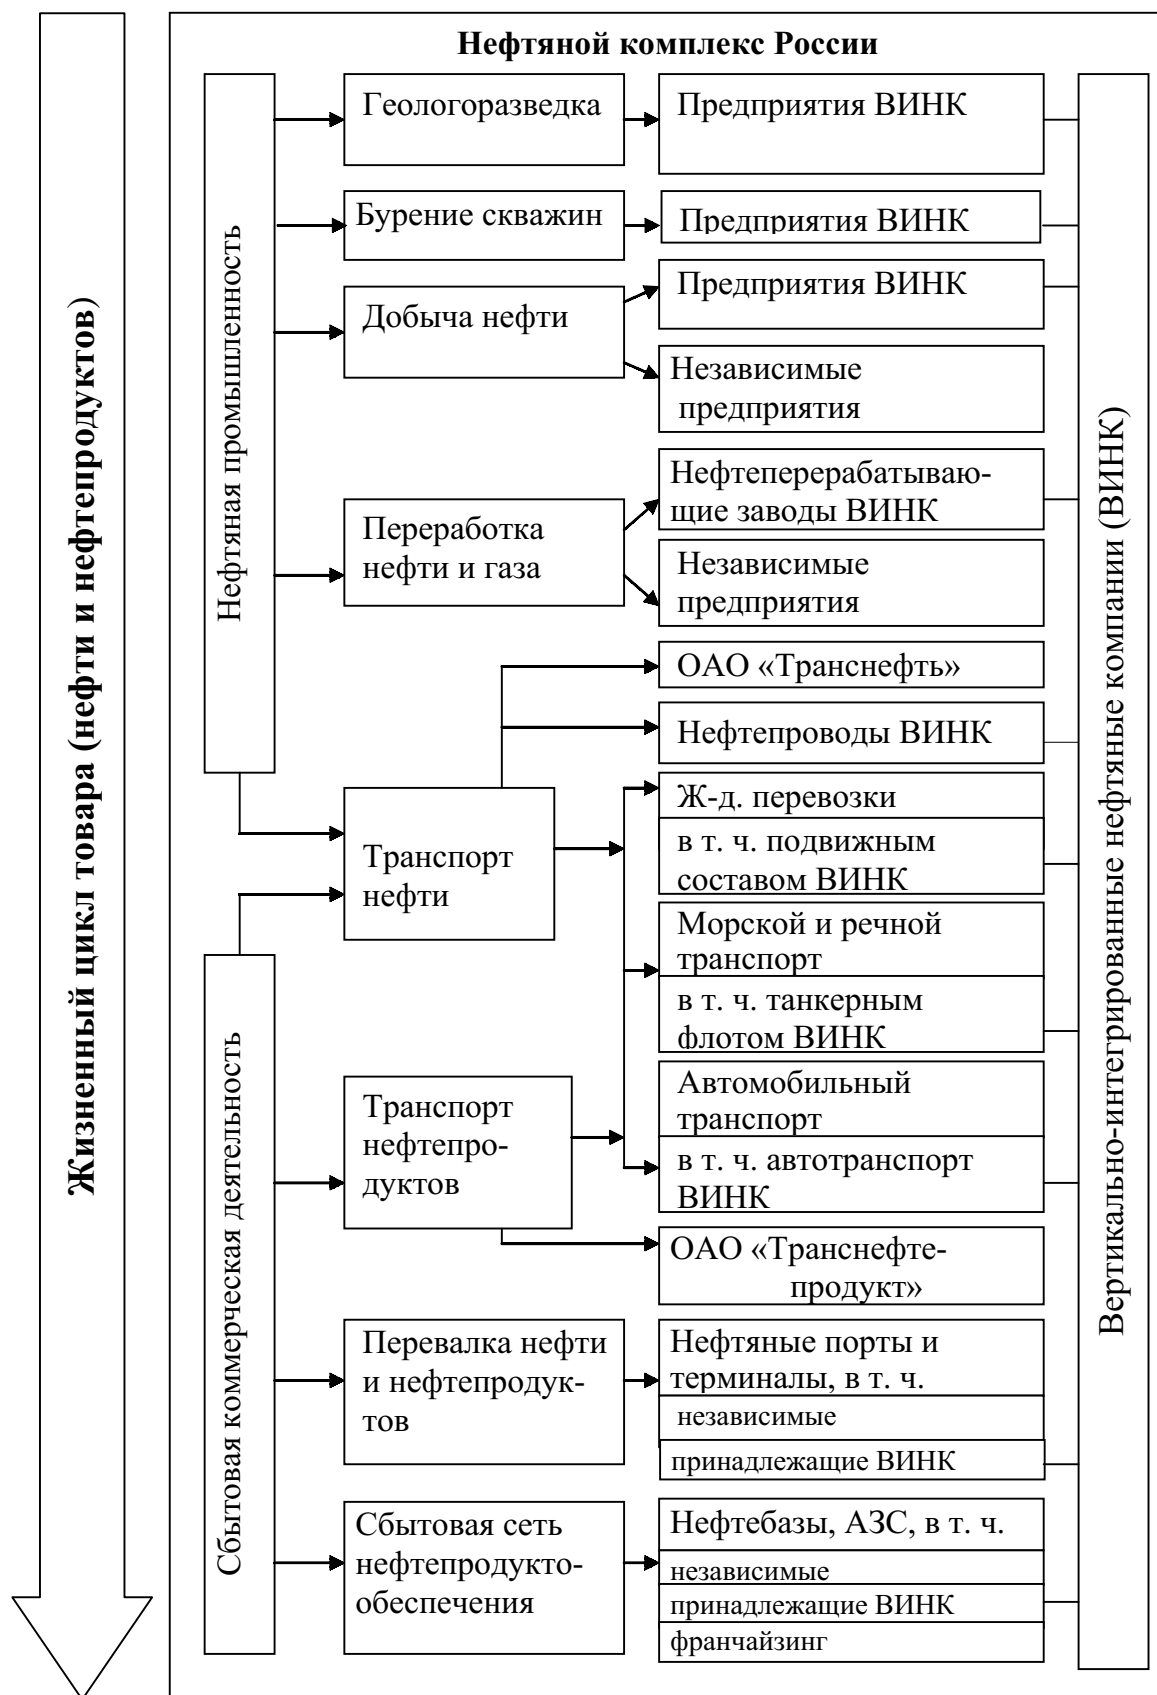 Нефтяной комплекс России
Жизненный цикл товара (нефти и нефтепродуктов)
Нефтяная промышленность
Геологоразведка
Предприятия ВИНК
Бурение скважин
Предприятия ВИНК
Добыча нефти
Предприятия ВИНК
Независимые
предприятия
Переработка
нефти и газа
Нефтеперерабатываю-
щие заводы ВИНК
Независимые
предприятия
ОАО «Транснефть»
Нефтепроводы ВИНК
Транспорт
нефти
Ж-д. перевозки
в т. ч. подвижным
составом ВИНК
Морской и речной
транспорт
в т. ч. танкерным
флотом ВИНК
Сбытовая коммерческая деятельность
Транспорт
нефтепро-
дуктов
Автомобильный
транспорт
в т. ч. автотранспорт
ВИНК
ОАО «Транснефте-
продукт»
Перевалка нефти
и нефтепродук-
тов
Нефтяные порты и
терминалы, в т. ч.
независимые
принадлежащие ВИНК
Сбытовая сеть
нефтепродукто-
обеспечения
Нефтебазы, АЗС, в т. ч.
независимые
принадлежащие ВИНК
франчайзинг
Вертикально-интегрированные нефтяные компании (ВИНК)